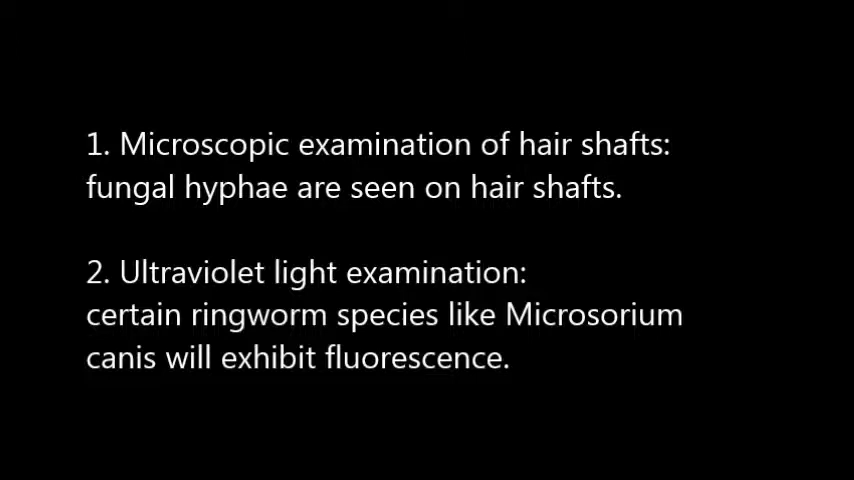 1. Microscopic examination of hair shafts:
fungal hyphae are seen on hair shafts.
2. Ultraviolet light examination:
certain ringworm species like Microsorium
canis will exhibit fluorescence.